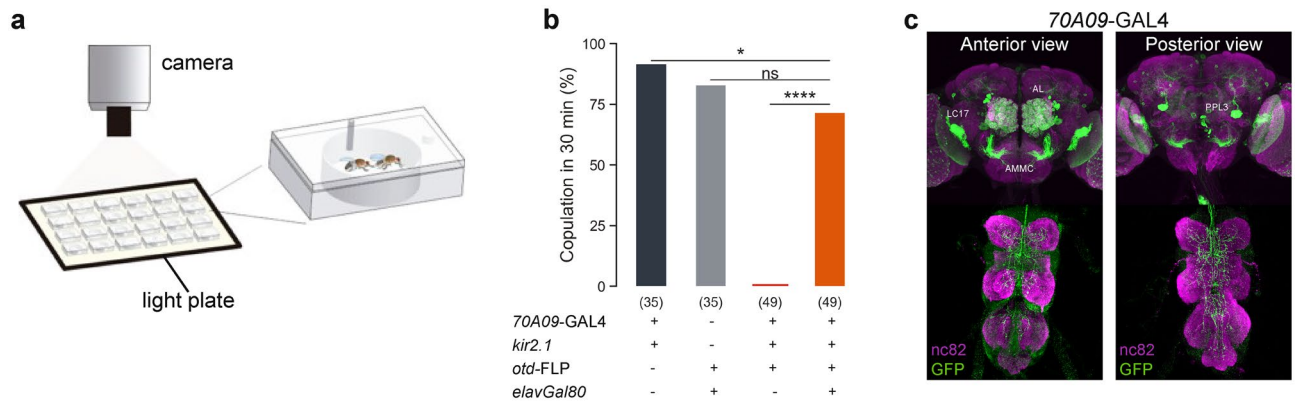 a
camera
light plate
b
Copulation in 30 min (%)
100
75
50
25
0
*
ns
****
(35) (35) (49) (49)
70A09-GAL4 + - + +
kir2.1 + - + +
otd-FLP - + + +
elavGal80 - + - +
c
70A09-GAL4
Anterior view
Posterior view
AL
LC17
AMMC
PPL3
nc82
GFP
nc82
GFP